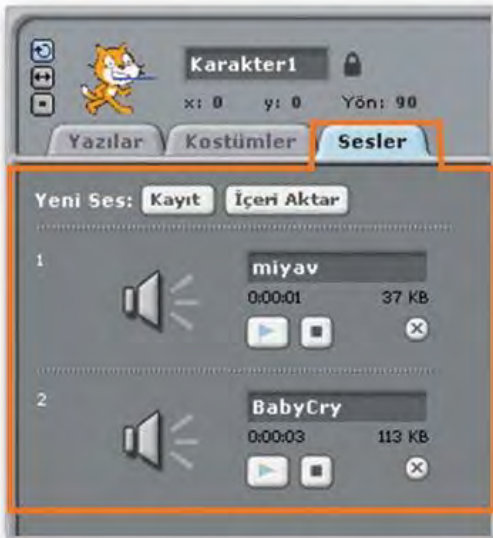 Karakter1
x: 0 y: 0 Yön: 90
Yazılar Kostümler Sesler
Yeni Ses: Kayıt İçeri Aktar
1
miyav
0:00:01 37 KB
2
BabyCry
0:00:03 113 KB